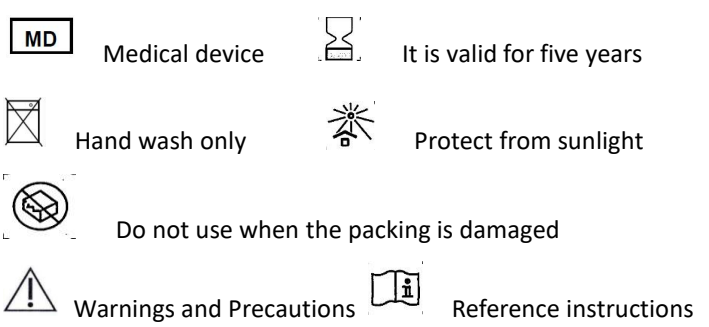 MD Medical device It is valid for five years
Hand wash only Protect from sunlight
Do not use when the packing is damaged
Warnings and Precautions Reference instructions